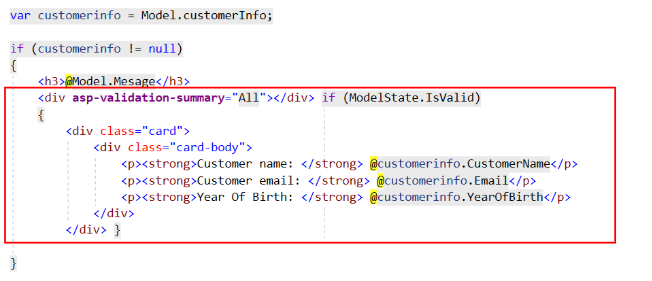 var customerinfo = Model.customerInfo;
if (customerinfo != null)
{
<h3>@Model.Mesage</h3>
<div asp-validation-summary="All"></div> if (ModelState.IsValid)
{
<div class="card">
<div class="card-body">
<p><strong>Customer name: </strong> @customerinfo.CustomerName</p>
<p><strong>Customer email: </strong> @customerinfo.Email</p>
<p><strong>Year Of Birth: </strong> @customerinfo.YearOfBirth</p>
</div>
</div> }
}